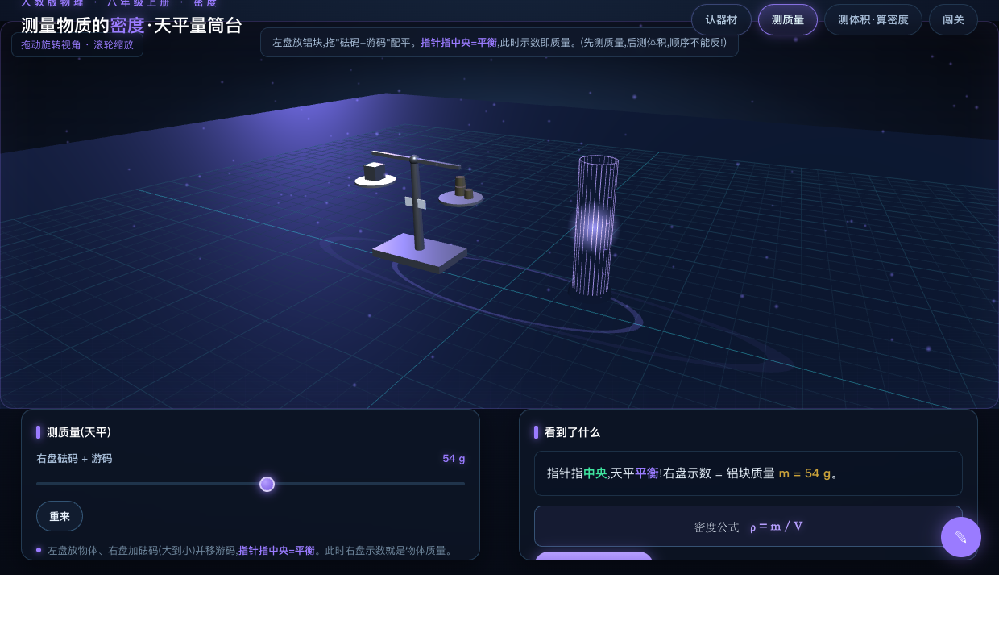 人教版物理 · 八年级上册 · 密度
测量物质的密度·天平量筒台
拖动旋转视角 · 滚轮缩放
左盘放铝块,拖"砝码+游码"配平。指针指中央=平衡,此时示数即质量。(先测质量,后测体积,顺序不能反!)
认器材
测质量
测体积·算密度
闯关
测质量(天平)
右盘砝码 + 游码
54 g
重来
左盘放物体、右盘加砝码(大到小)并移游码,指针指中央=平衡。此时右盘示数就是物体质量。
看到了什么
指针指中央,天平平衡!右盘示数 = 铝块质量 m = 54 g。
密度公式 ρ = m / V